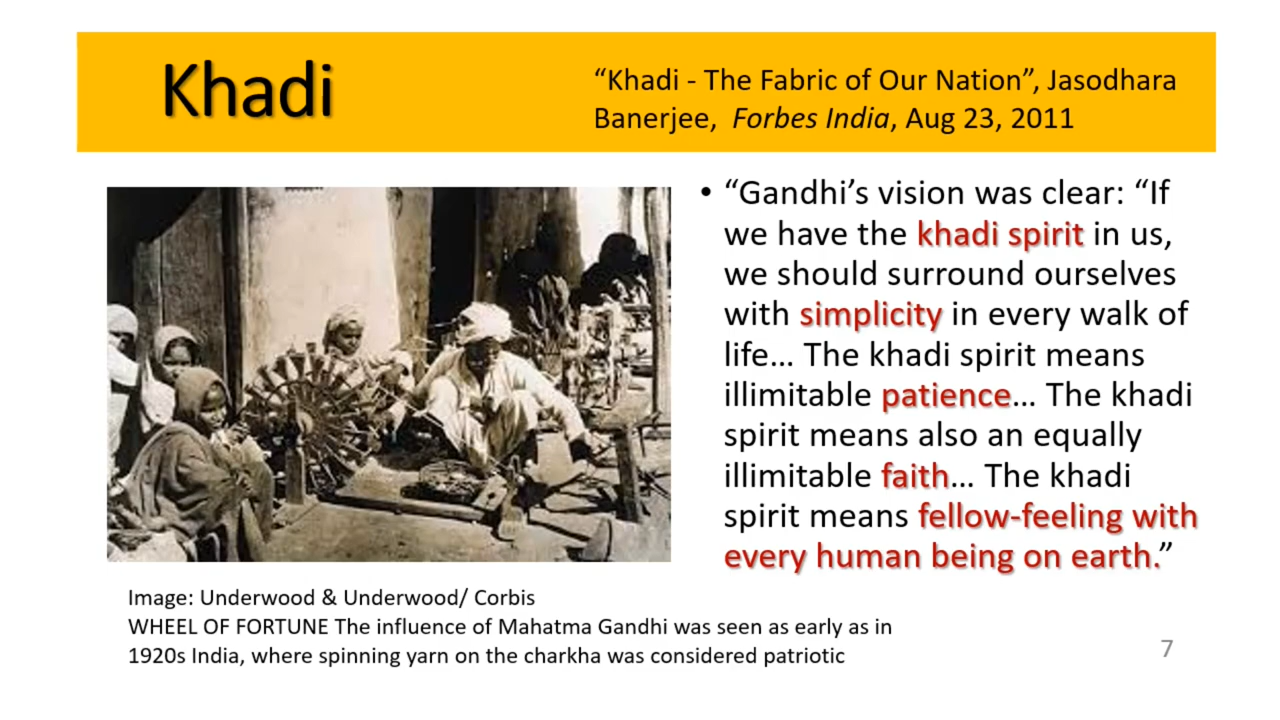 Khadi
“Khadi - The Fabric of Our Nation”, Jasodhara
Banerjee, Forbes India, Aug 23, 2011
• “Gandhi’s vision was clear: “If
we have the khadi spirit in us,
we should surround ourselves
with simplicity in every walk of
life… The khadi spirit means
illimitable patience… The khadi
spirit means also an equally
illimitable faith… The khadi
spirit means fellow-feeling with
every human being on earth.”
Image: Underwood & Underwood/ Corbis
WHEEL OF FORTUNE The influence of Mahatma Gandhi was seen as early as in
1920s India, where spinning yarn on the charkha was considered patriotic
7